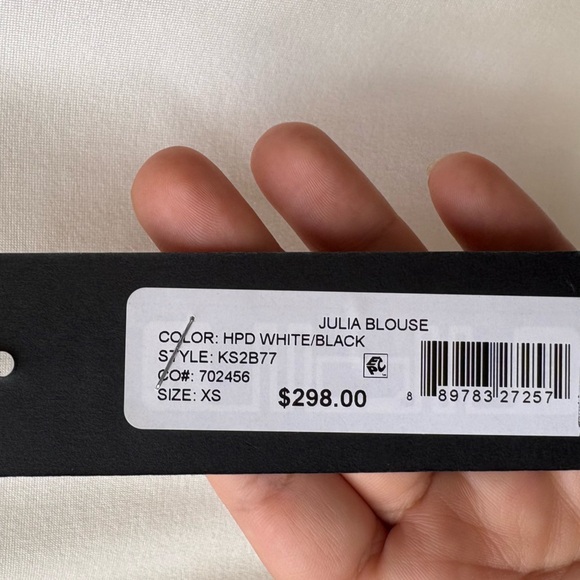 JULIA BLOUSE
COLOR: HPD WHITE/BLACK
STYLE: KS2B77
CO#: 702456
SIZE: XS
$298.00
8 89783 27257